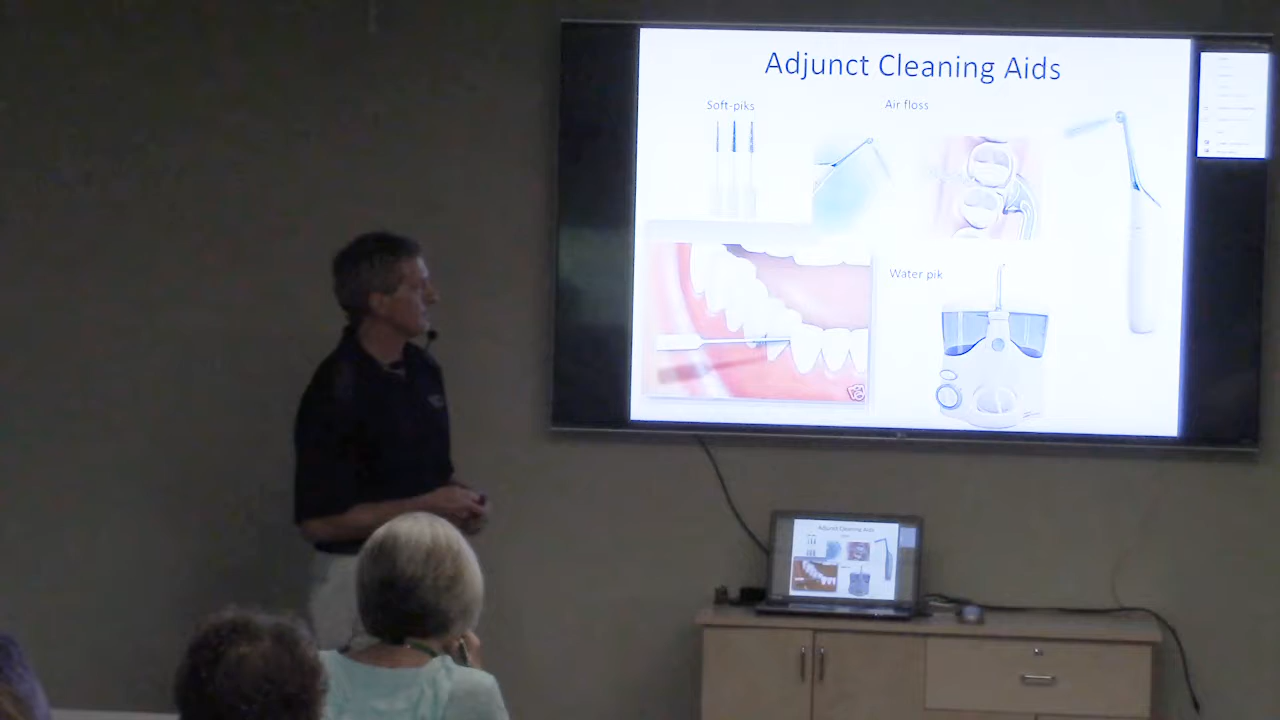 Adjunct Cleaning Aids
Soft-piks
Air floss
Water pik
Adjunct Cleaning Aids